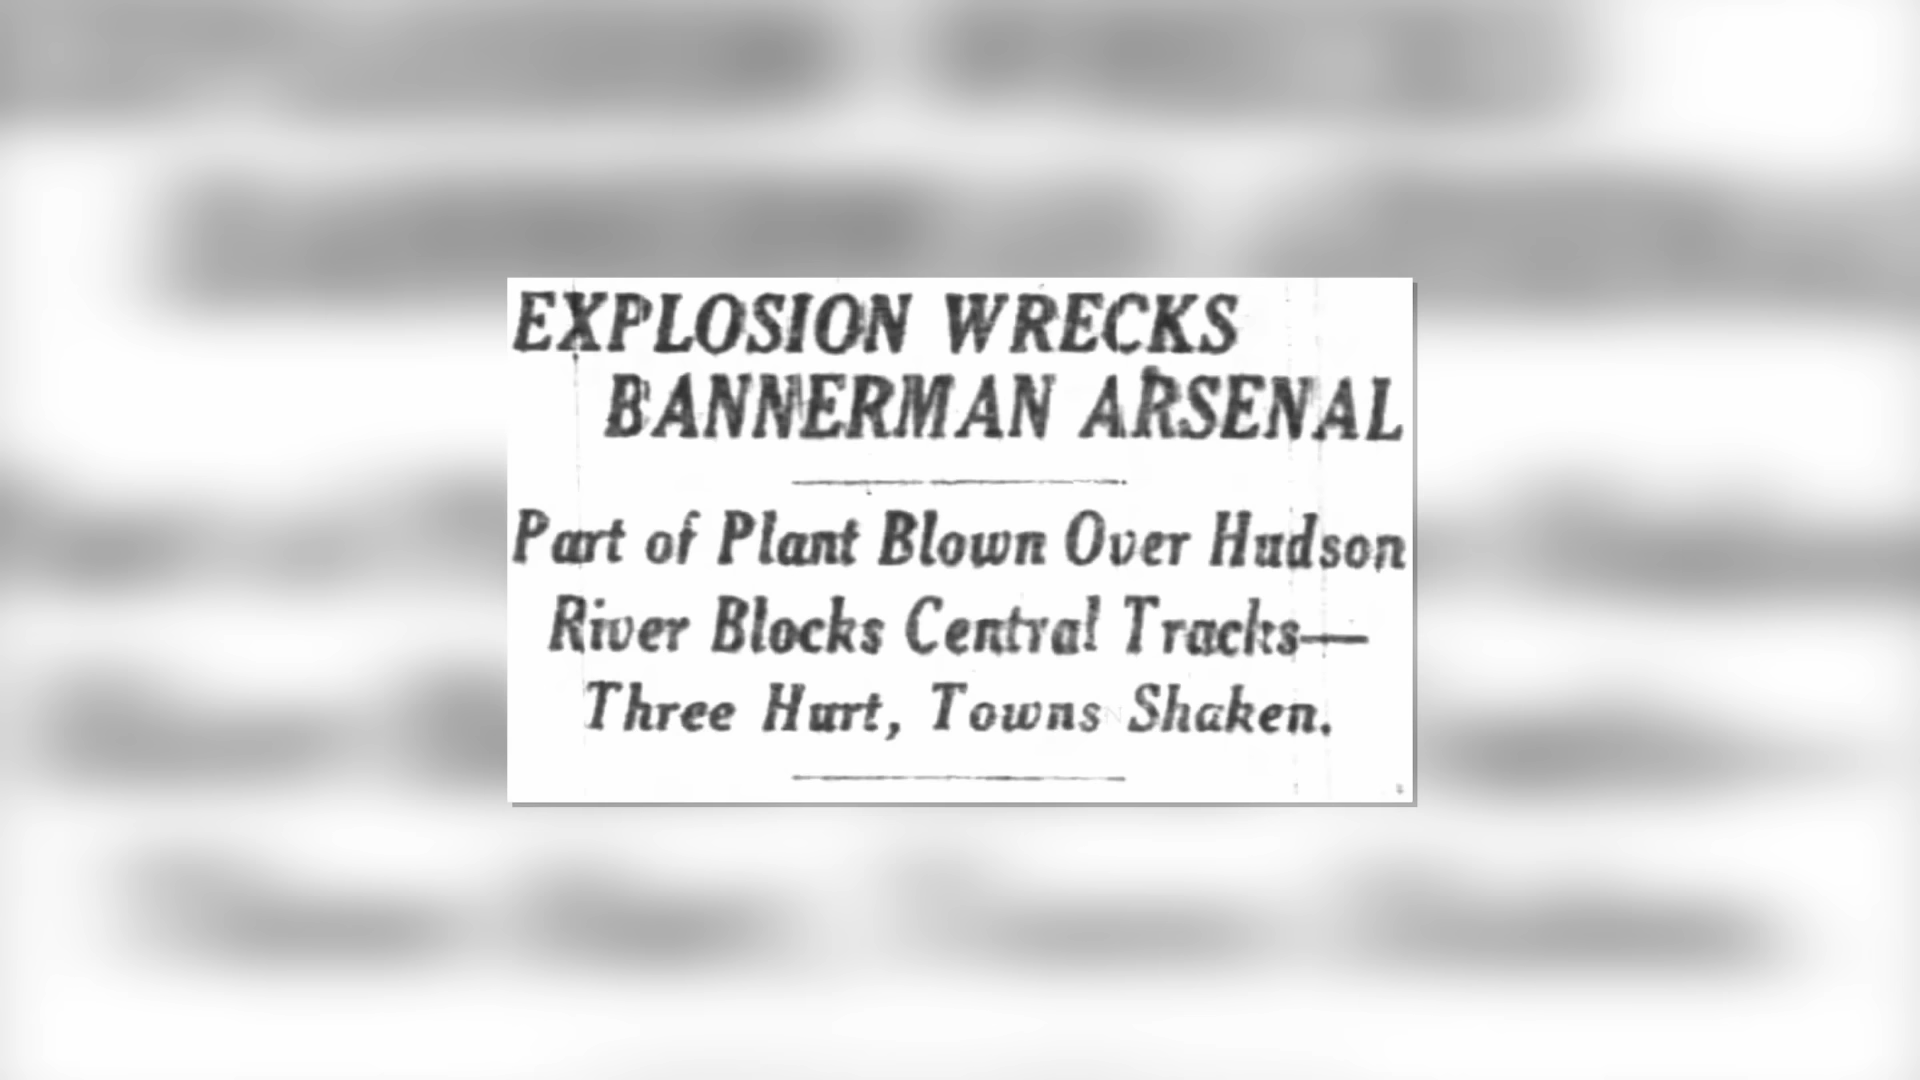 EXPLOSION WRECKS
BANNERMAN ARSENAL
Part of Plant Blown Over Hudson
River Blocks Central Tracks—
Three Hurt, Towns Shaken.